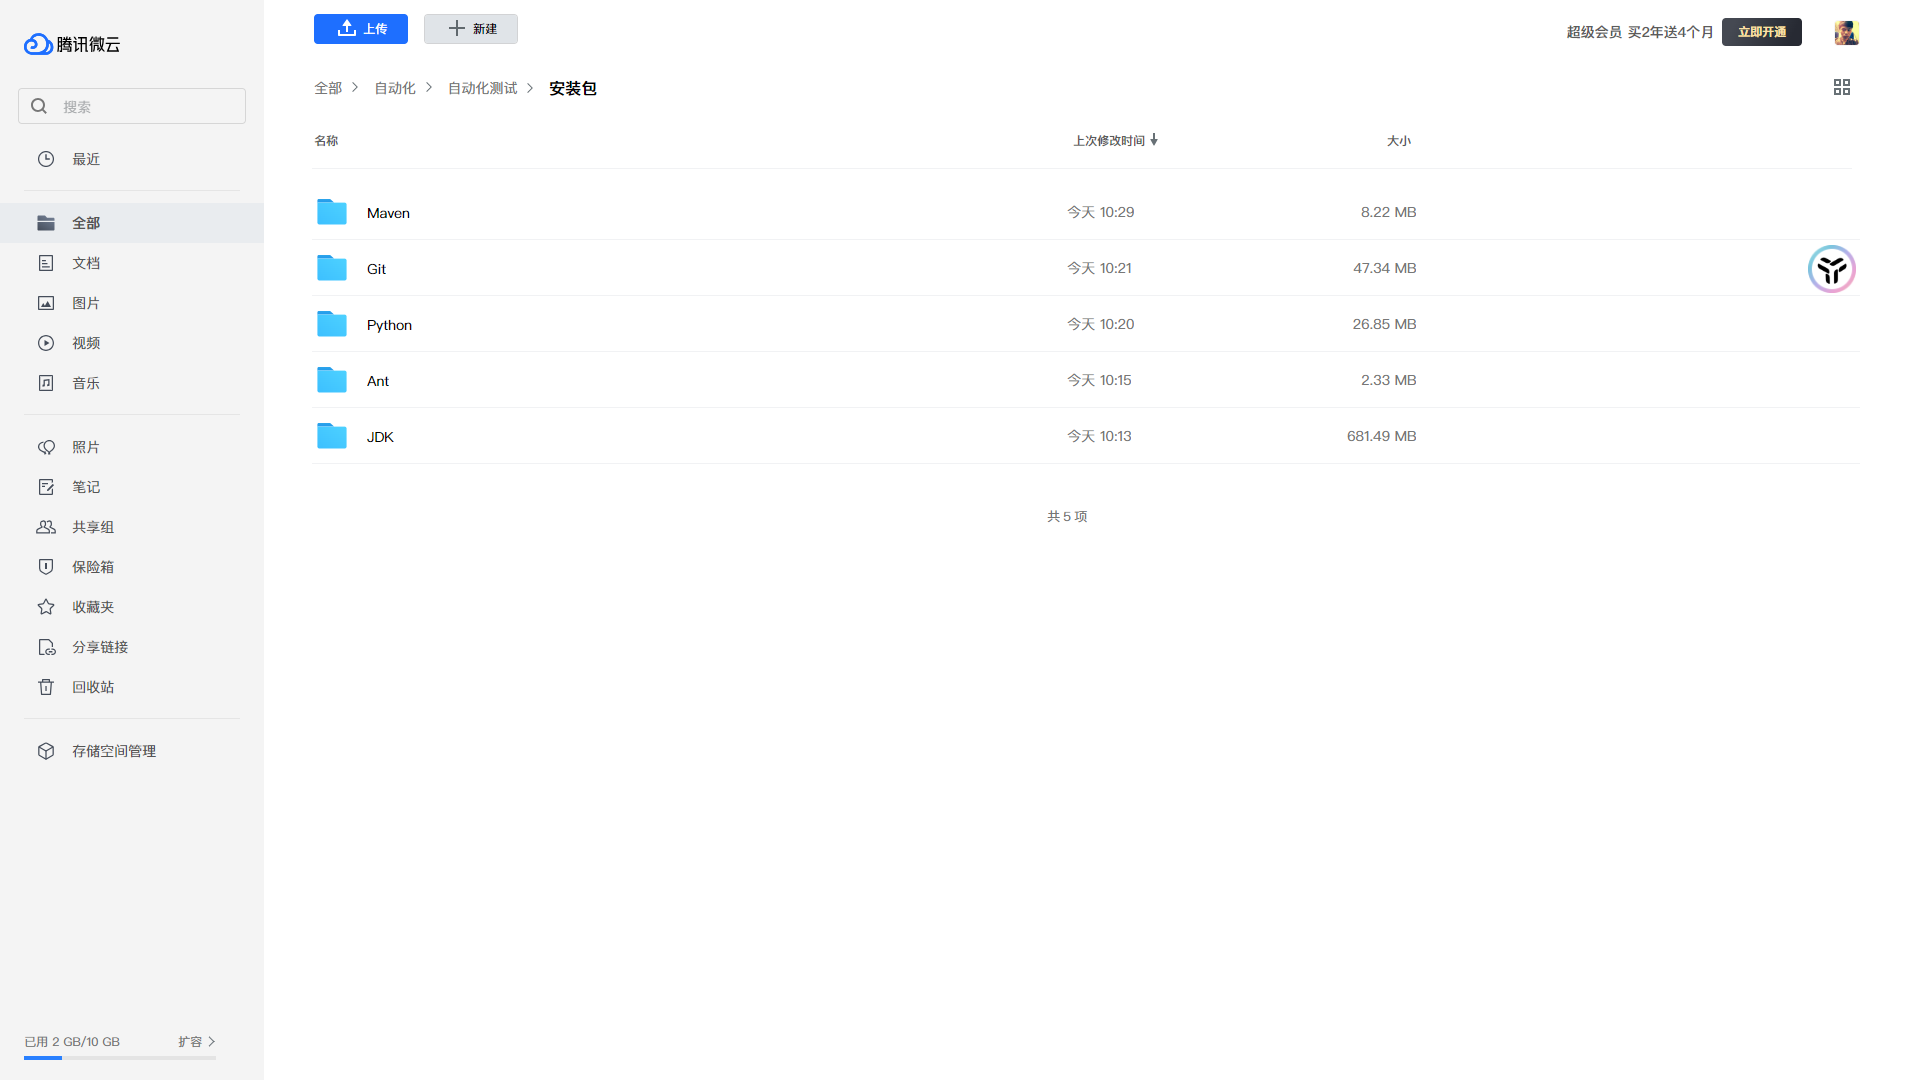 腾讯微云
搜索
最近
全部
文档
图片
视频
音乐
照片
笔记
共享组
保险箱
收藏夹
分享链接
回收站
存储空间管理
已用 2 GB/10 GB 扩容
上传 新建
超级会员 买2年送4个月 立即开通
全部 自动化 自动化测试 安装包
名称 上次修改时间 大小
Maven 今天 10:29 8.22 MB
Git 今天 10:21 47.34 MB
Python 今天 10:20 26.85 MB
Ant 今天 10:15 2.33 MB
JDK 今天 10:13 681.49 MB
共 5 项